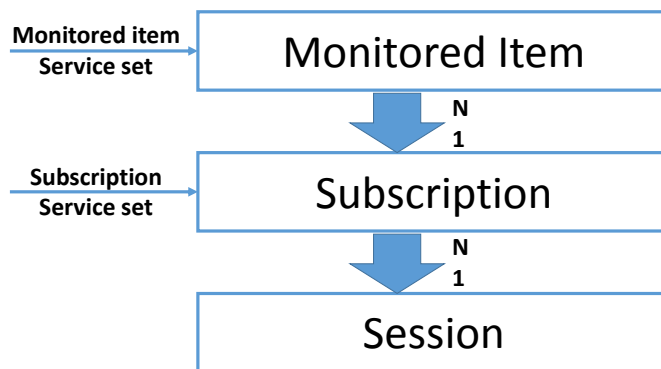 Monitored item
Service set
Monitored Item
N
1
Subscription
Service set
Subscription
N
1
Session